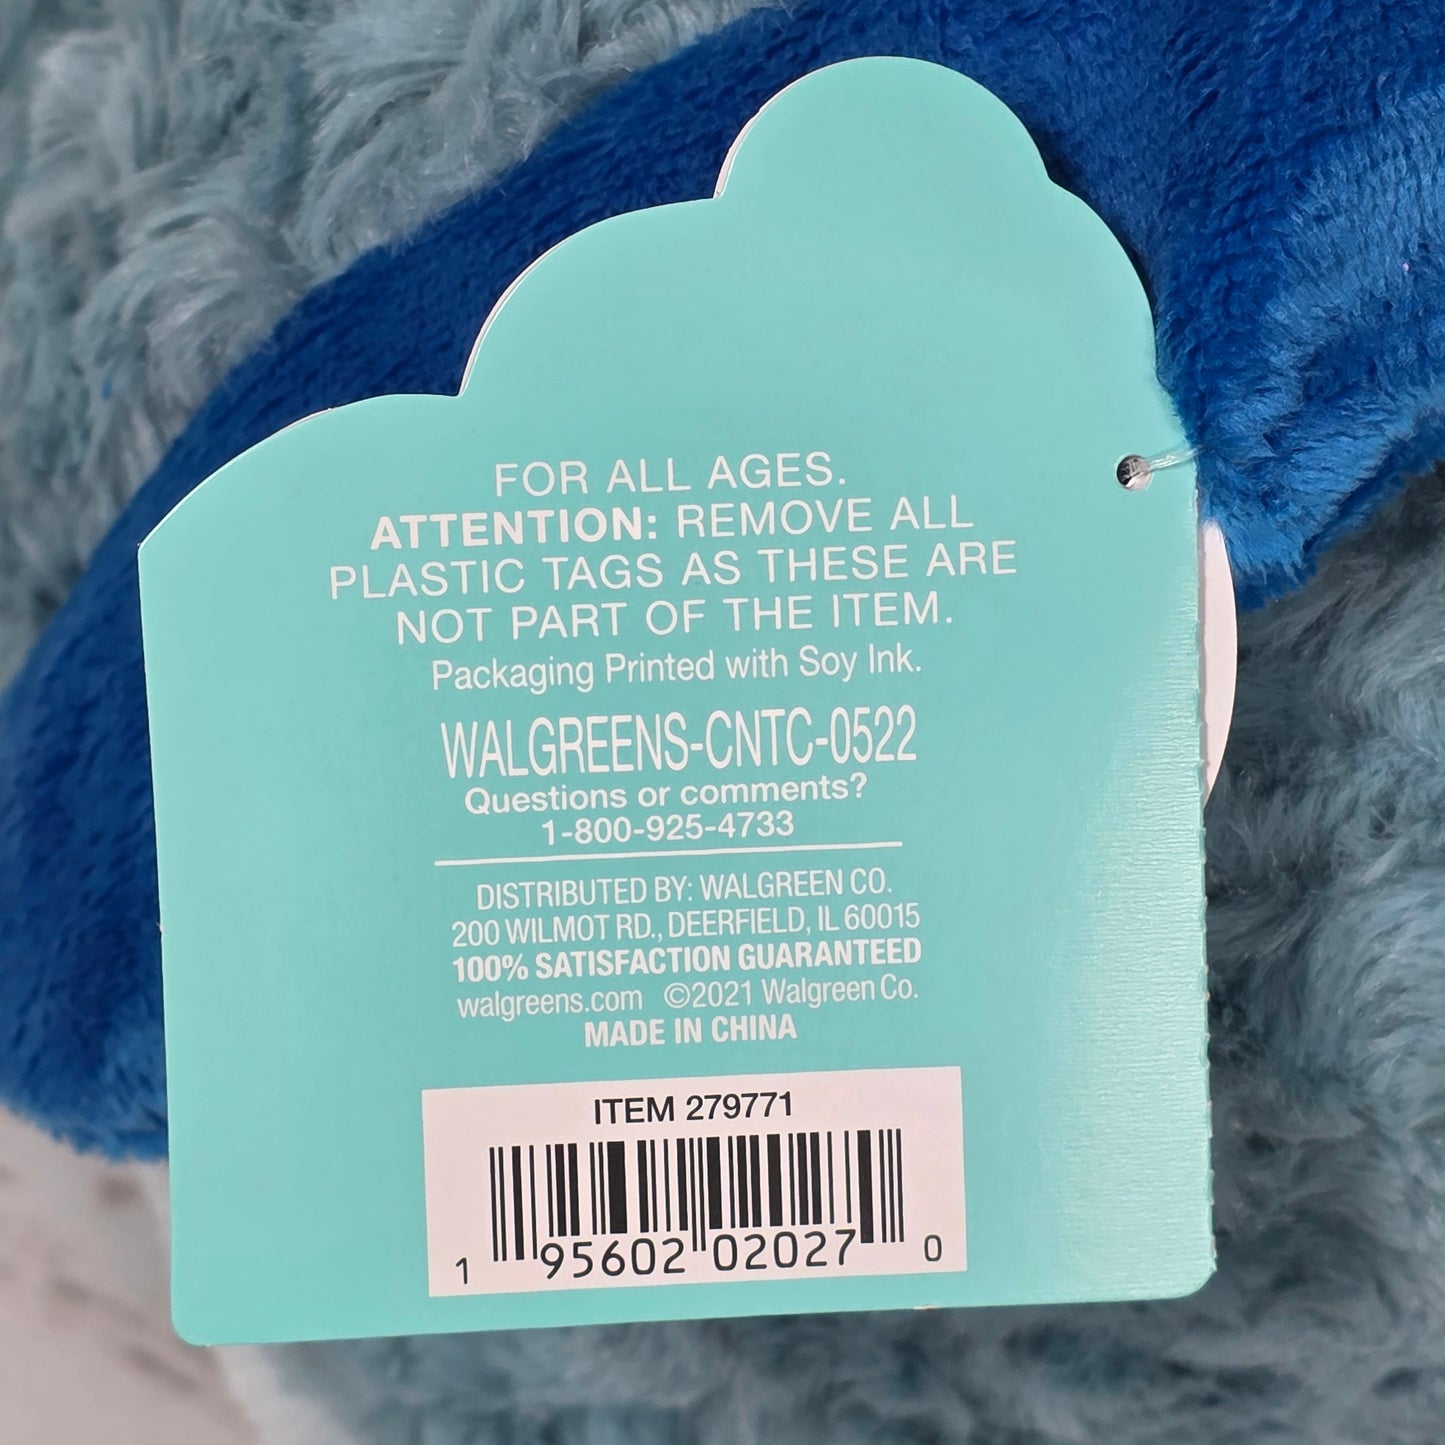 FOR ALL AGES.
ATTENTION: REMOVE ALL
PLASTIC TAGS AS THESE ARE
NOT PART OF THE ITEM.
Packaging Printed with Soy Ink.
WALGREENS-CNTC-0522
Questions or comments?
1-800-925-4733
DISTRIBUTED BY: WALGREEN CO.
200 WILMOT RD., DEERFIELD, IL 60015
100% SATISFACTION GUARANTEED
walgreens.com ©2021 Walgreen Co.
MADE IN CHINA
ITEM 279771
1 95602 02027 0